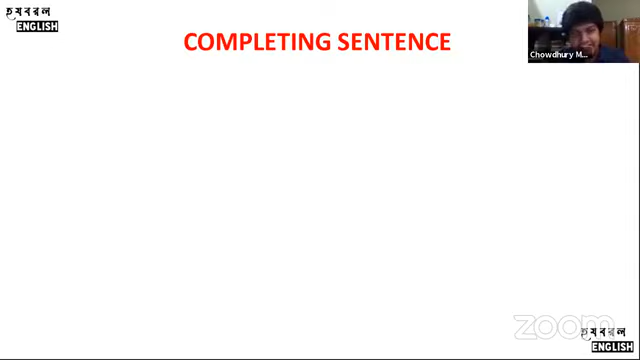 হ য ব র ল
ENGLISH
COMPLETING SENTENCE
Chowdhury M...
zoom
হ য ব র ল
ENGLISH